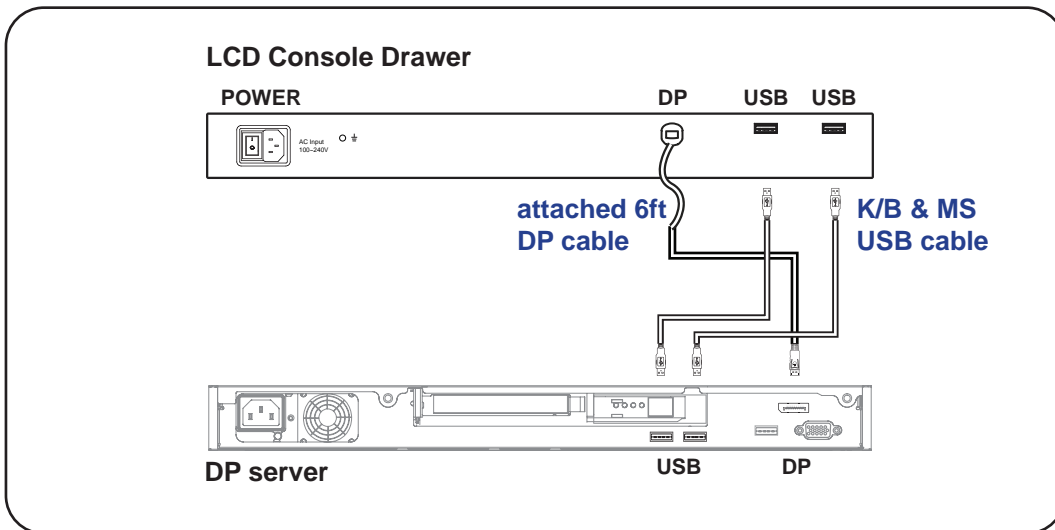 LCD Console Drawer
POWER
DP
USB
USB
AC Input
100~240V
attached 6ft
DP cable
K/B & MS
USB cable
DP server
USB
DP